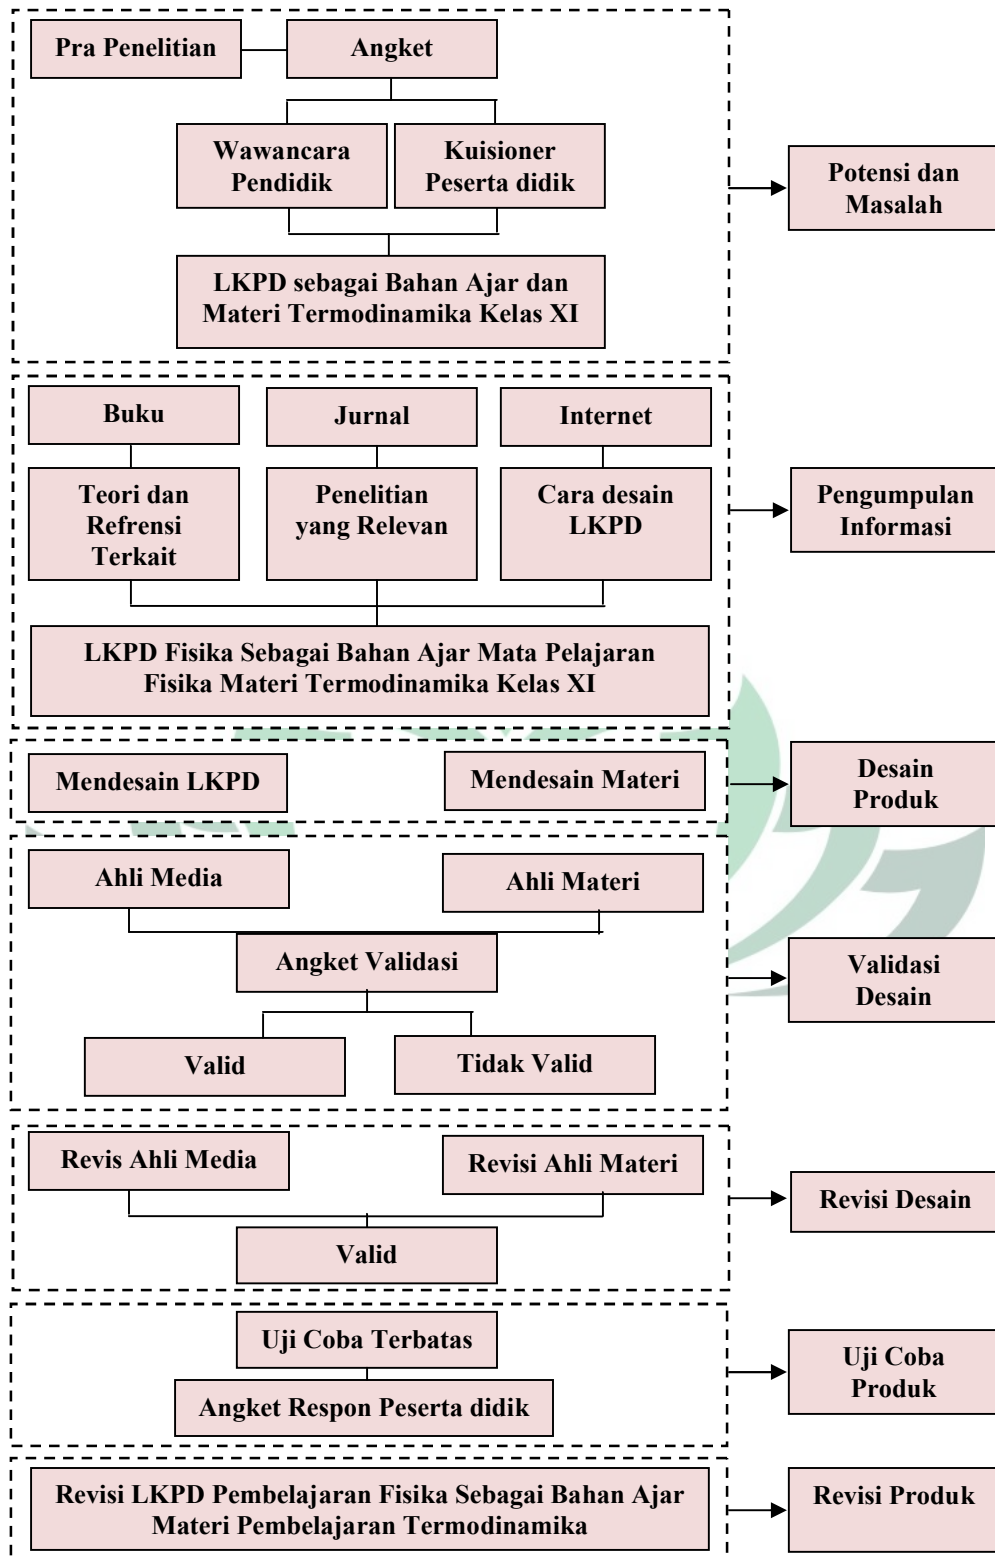 Pra Penelitian
Angket
Wawancara
Pendidik
Kuisioner
Peserta didik
LKPD sebagai Bahan Ajar dan
Materi Termodinamika Kelas XI
Potensi dan
Masalah
Buku
Jurnal
Internet
Teori dan
Refrensi
Terkait
Penelitian
yang Relevan
Cara desain
LKPD
LKPD Fisika Sebagai Bahan Ajar Mata Pelajaran
Fisika Materi Termodinamika Kelas XI
Pengumpulan
Informasi
Mendesain LKPD
Mendesain Materi
Desain
Produk
Ahli Media
Ahli Materi
Angket Validasi
Valid
Tidak Valid
Validasi
Desain
Revis Ahli Media
Revisi Ahli Materi
Valid
Revisi Desain
Uji Coba Terbatas
Angket Respon Peserta didik
Uji Coba
Produk
Revisi LKPD Pembelajaran Fisika Sebagai Bahan Ajar
Materi Pembelajaran Termodinamika
Revisi Produk